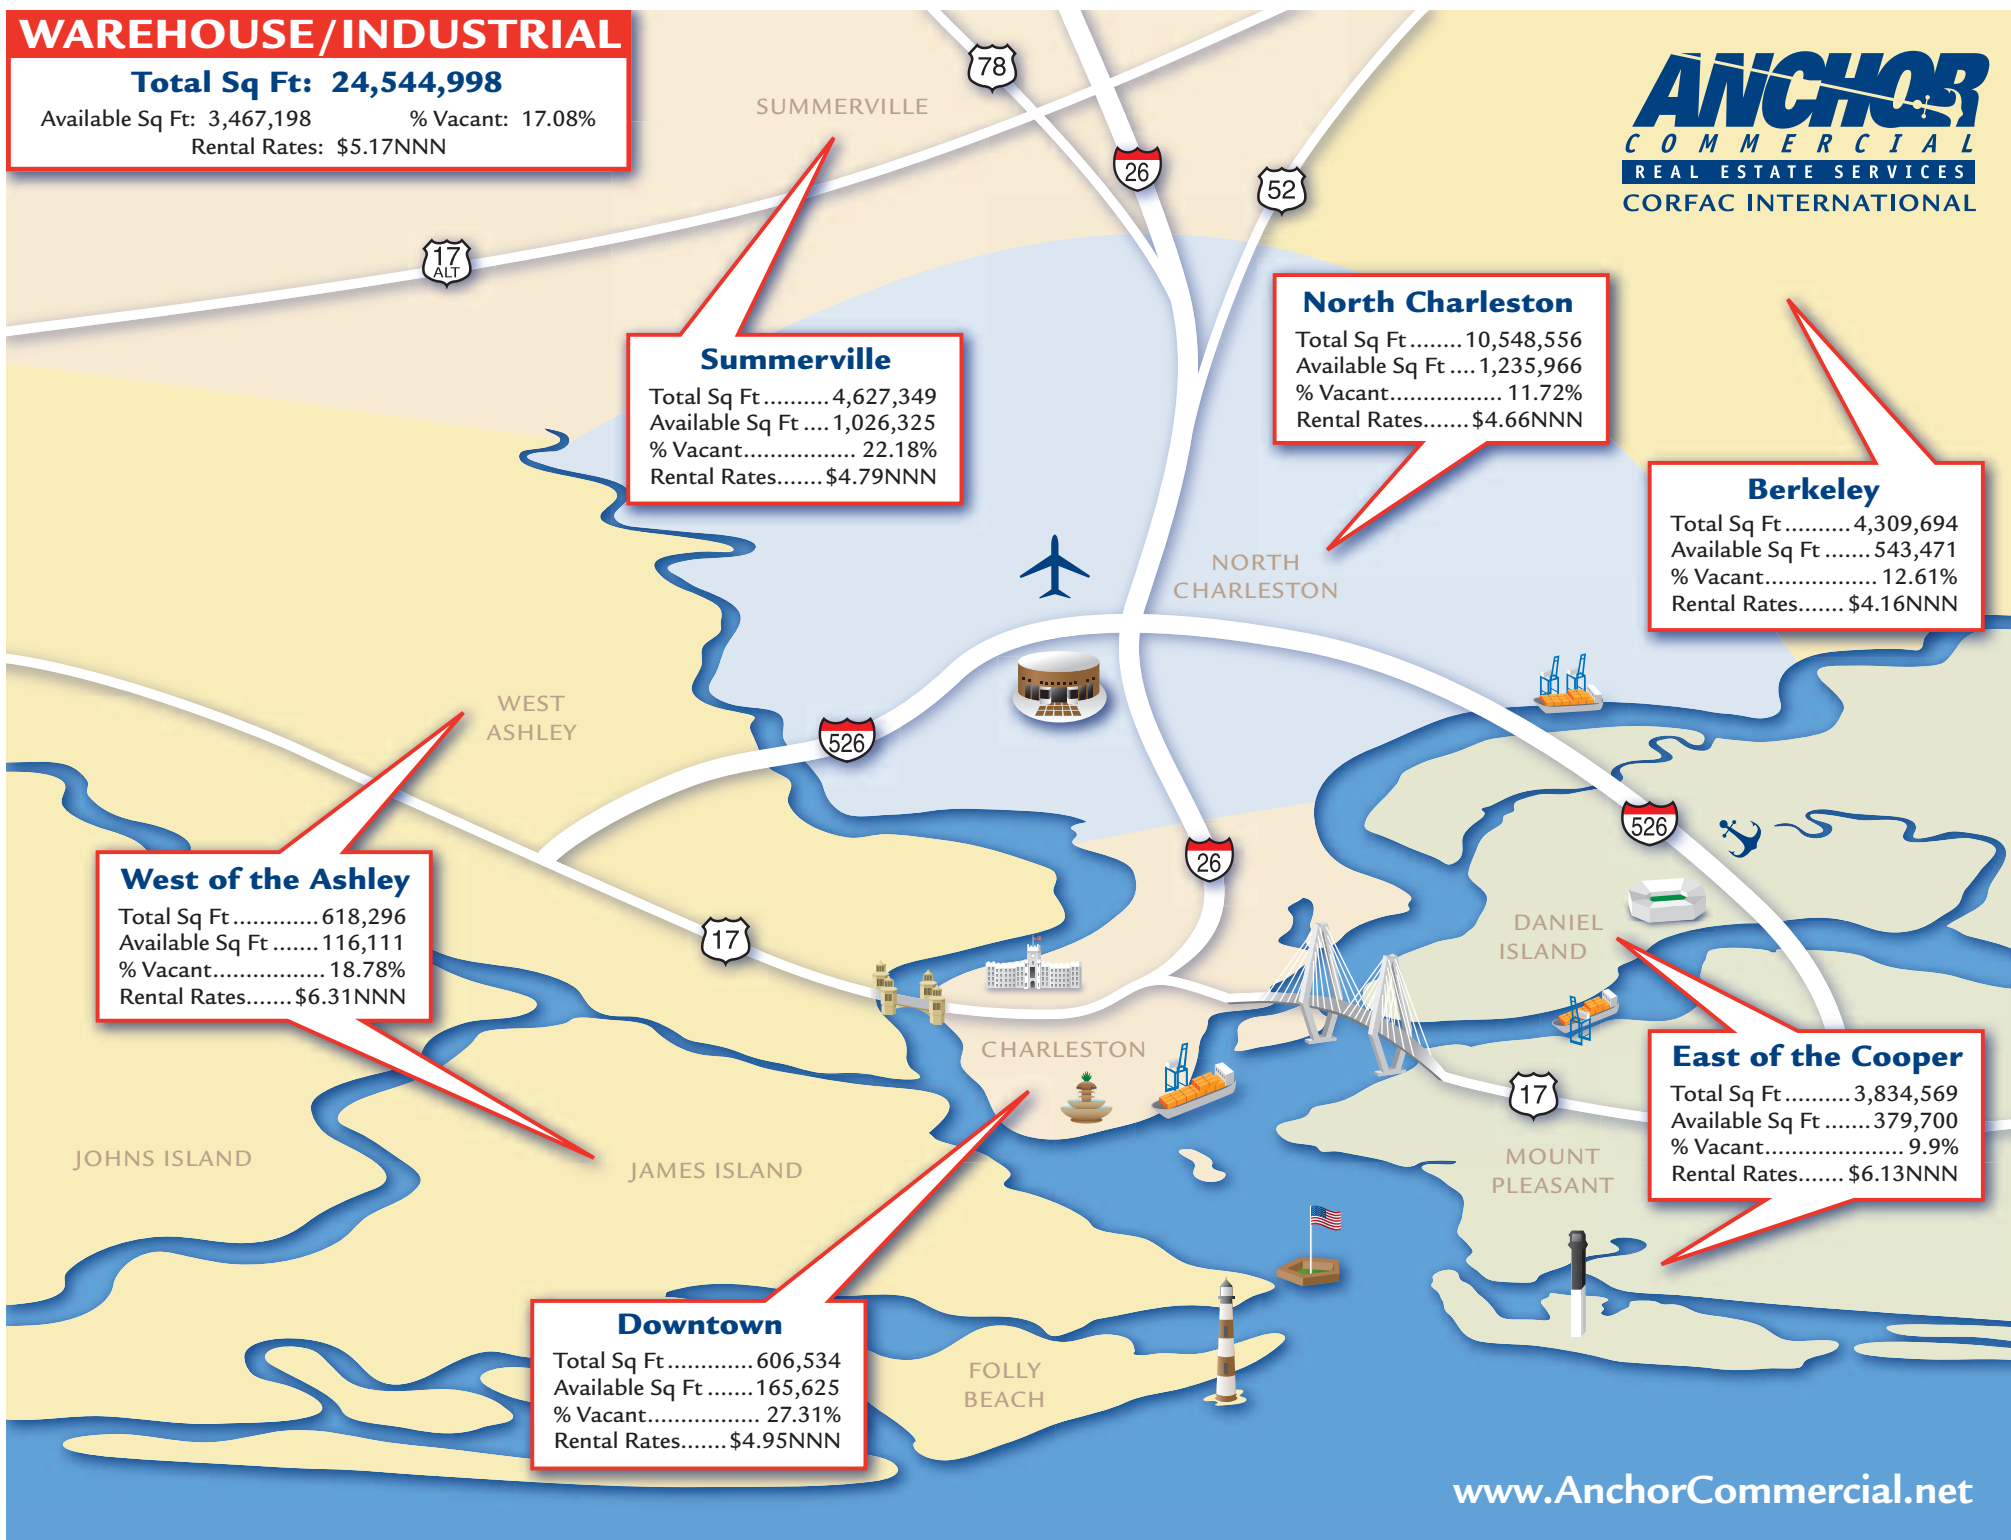 WAREHOUSE/INDUSTRIAL
Total Sq Ft: 24,544,998
Available Sq Ft: 3,467,198 % Vacant: 17.08%
Rental Rates: $5.17NNN
ANCHOR
COMMERCIAL
REAL ESTATE SERVICES
CORFAC INTERNATIONAL
78
SUMMERVILLE
26
52
17
ALT
North Charleston
Total Sq Ft........10,548,556
Available Sq Ft ....1,235,966
% Vacant................. 11.72%
Rental Rates.......$4.66NNN
Summerville
Total Sq Ft..........4,627,349
Available Sq Ft ....1,026,325
% Vacant................ 22.18%
Rental Rates.......$4.79NNN
Berkeley
Total Sq Ft..........4,309,694
Available Sq Ft .......543,471
% Vacant................. 12.61%
Rental Rates.......$4.16NNN
NORTH
CHARLESTON
WEST
ASHLEY
526
526
26
West of the Ashley
Total Sq Ft.............618,296
Available Sq Ft .......116,111
% Vacant................. 18.78%
Rental Rates.......$6.31NNN
17
DANIEL
ISLAND
CHARLESTON
East of the Cooper
Total Sq Ft..........3,834,569
Available Sq Ft .......379,700
% Vacant..................... 9.9%
Rental Rates.......$6.13NNN
17
JOHNS ISLAND
JAMES ISLAND
MOUNT
PLEASANT
Downtown
Total Sq Ft.............606,534
Available Sq Ft .......165,625
% Vacant................. 27.31%
Rental Rates.......$4.95NNN
FOLLY
BEACH
www.AnchorCommercial.net